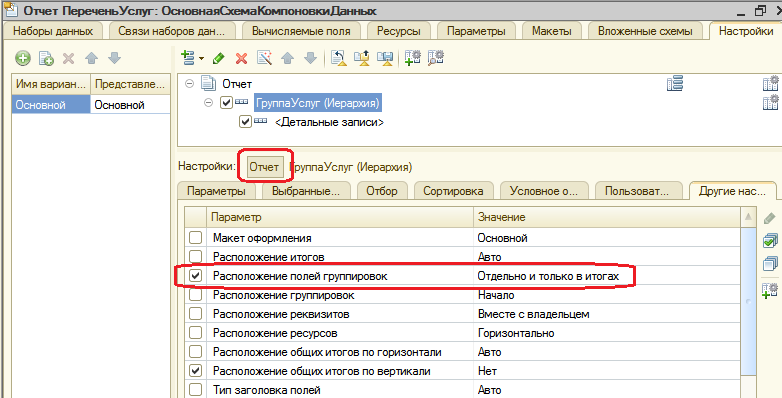 Отчет ПереченьУслуг: ОсновнаяСхемаКомпоновкиДанных
Наборы данных Связи наборов дан... Вычисляемые поля Ресурсы Параметры Макеты Вложенные схемы Настройки
Имя вариан... Представле...
Основной Основной
Отчет
ГруппаУслуг (Иерархия)
<Детальные записи>
Настройки: Отчет ГруппаУслуг (Иерархия)
Параметры Выбранные... Отбор Сортировка Условное о... Пользоват... Другие нас...
Параметр Значение
Макет оформления Основной
Расположение итогов Авто
Расположение полей группировок Отдельно и только в итогах
Расположение группировок Начало
Расположение реквизитов Вместе с владельцем
Расположение ресурсов Горизонтально
Расположение общих итогов по горизонтали Авто
Расположение общих итогов по вертикали Нет
Тип заголовка полей Авто